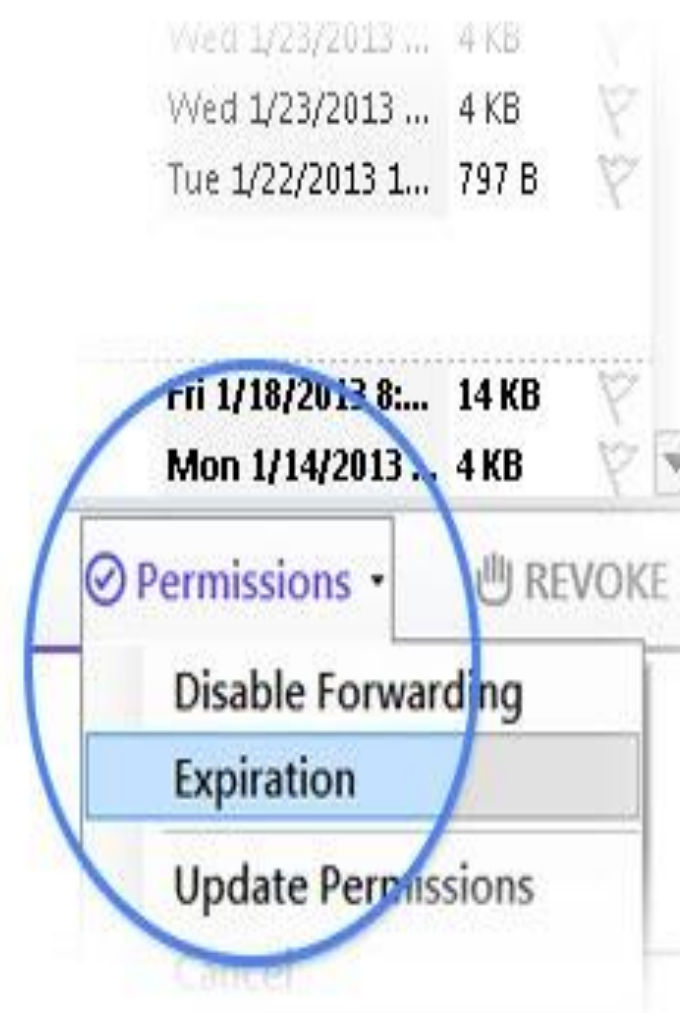 Wed 1/23/2013 ... 4 KB
Wed 1/23/2013 ... 4 KB
Tue 1/22/2013 1... 797 B
Fri 1/18/2013 8:... 14 KB
Mon 1/14/2013 ... 4 KB
Permissions REVOKE
Disable Forwarding
Expiration
Update Permissions
Cancel